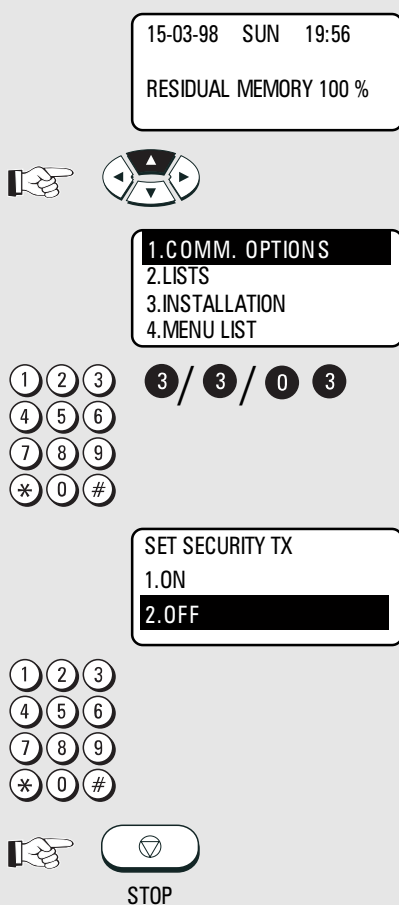 15-03-98 SUN 19:56
RESIDUAL MEMORY 100 %
1.COMM. OPTIONS
2.LISTS
3.INSTALLATION
4.MENU LIST
1 2 3 3 / 3 / 0 3
4 5 6
7 8 9
* 0 #
SET SECURITY TX
1.ON
2.OFF
1 2 3
4 5 6
7 8 9
* 0 #
STOP